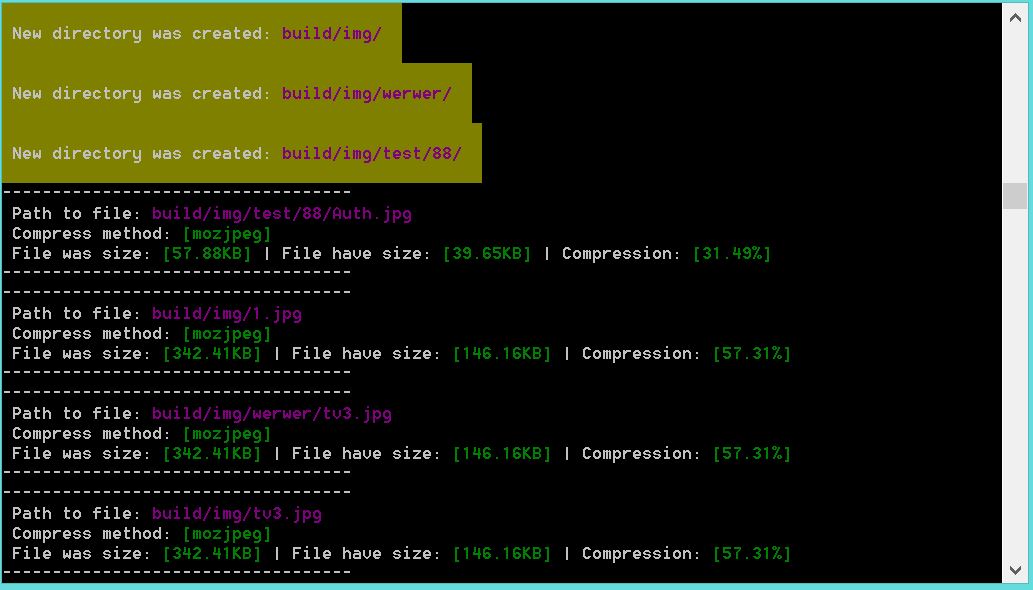 New directory was created: build/img/
New directory was created: build/img/werwer/
New directory was created: build/img/test/88/
-----------------------------------
Path to file: build/img/test/88/Auth.jpg
Compress method: [mozjpeg]
File was size: [57.88KB] | File have size: [39.65KB] | Compression: [31.49%]
-----------------------------------
-----------------------------------
Path to file: build/img/1.jpg
Compress method: [mozjpeg]
File was size: [342.41KB] | File have size: [146.16KB] | Compression: [57.31%]
-----------------------------------
-----------------------------------
Path to file: build/img/werwer/tv3.jpg
Compress method: [mozjpeg]
File was size: [342.41KB] | File have size: [146.16KB] | Compression: [57.31%]
-----------------------------------
-----------------------------------
Path to file: build/img/tv3.jpg
Compress method: [mozjpeg]
File was size: [342.41KB] | File have size: [146.16KB] | Compression: [57.31%]
-----------------------------------